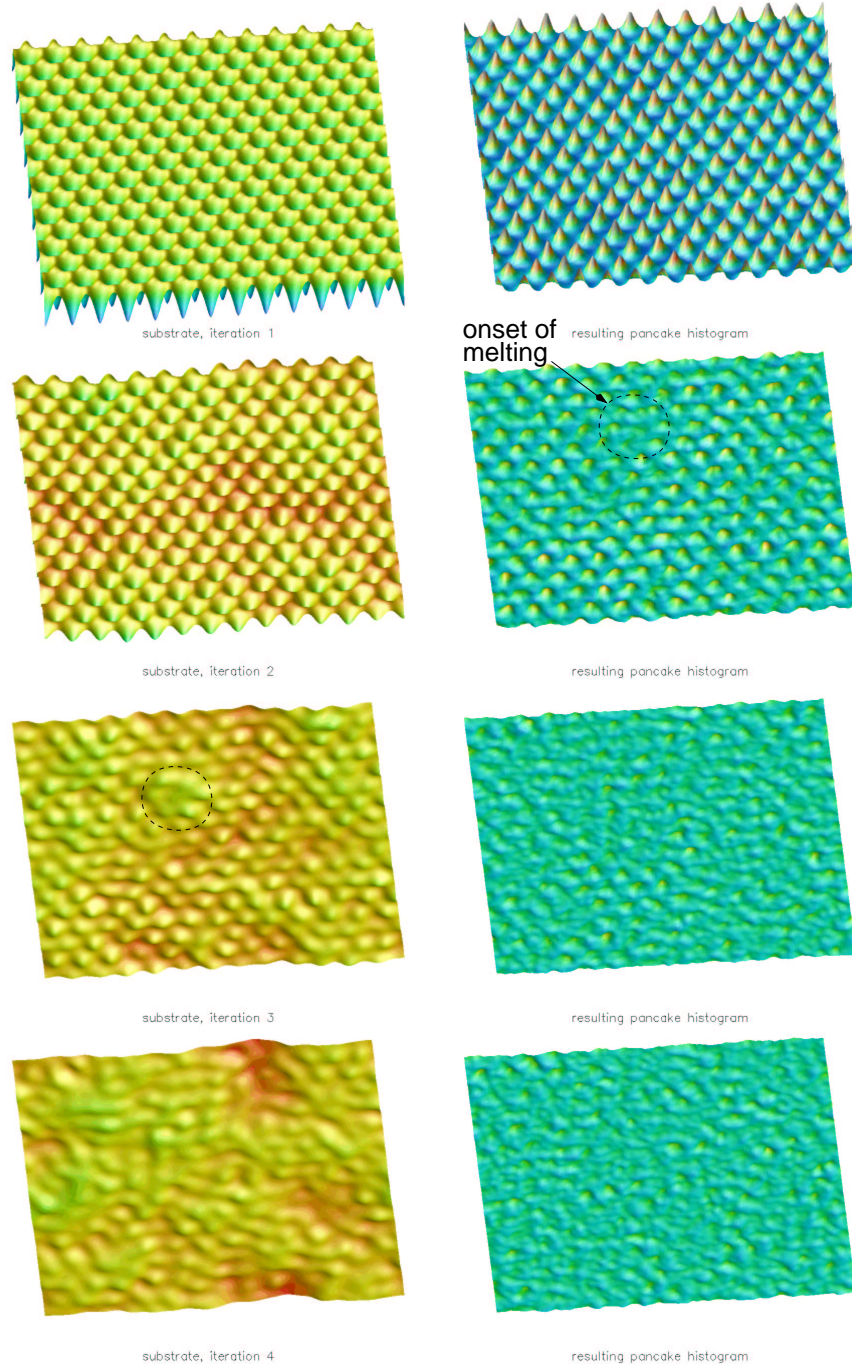 substrate, iteration 1
resulting pancake histogram
onset of
melting
substrate, iteration 2
resulting pancake histogram
substrate, iteration 3
resulting pancake histogram
substrate, iteration 4
resulting pancake histogram